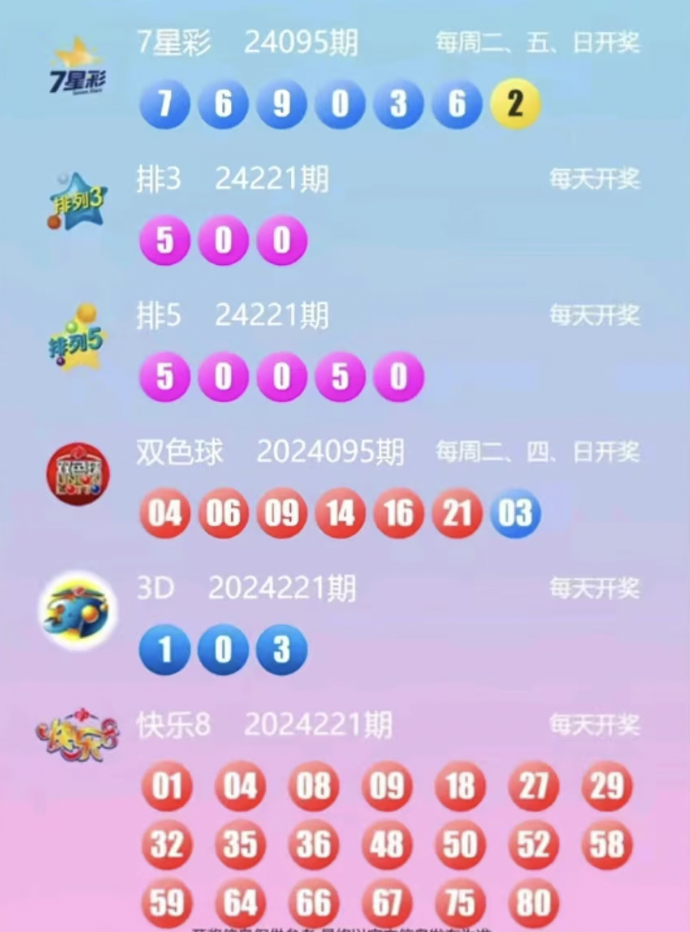 7星彩 24095期 每周二、五、日开奖
7星彩
7 6 9 0 3 6 2
排3 24221期 每天开奖
排列3
5 0 0
排5 24221期 每天开奖
排列5
5 0 0 5 0
双色球 2024095期 每周二、四、日开奖
双色球
UNION
LOTTO
04 06 09 14 16 21 03
3D 2024221期 每天开奖
3D
1 0 3
快乐8 2024221期 每天开奖
快乐8
01 04 08 09 18 27 29
32 35 36 48 50 52 58
59 64 66 67 75 80